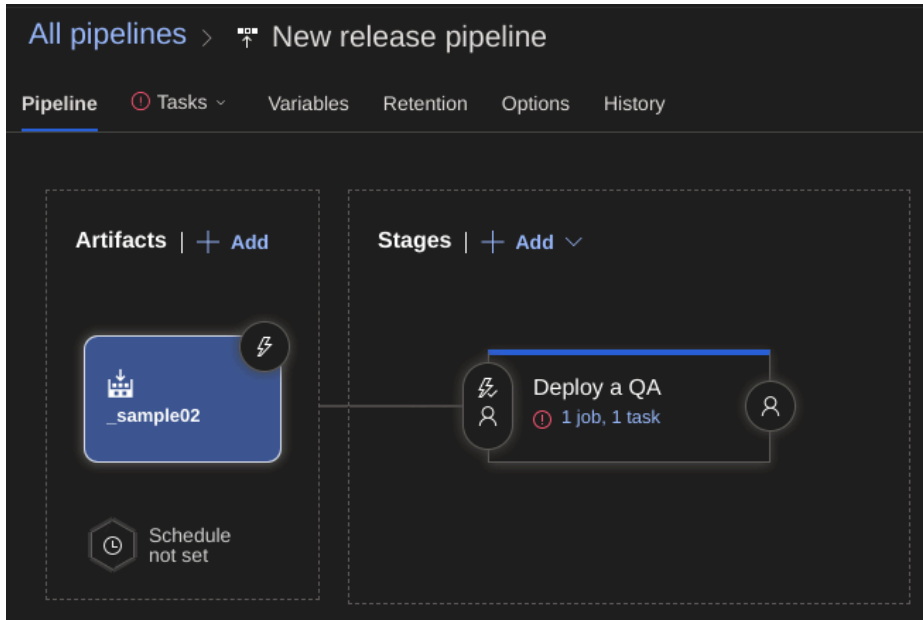 All pipelines > New release pipeline
Pipeline Tasks Variables Retention Options History
Artifacts | + Add
Stages | + Add
_sample02
Schedule
not set
Deploy a QA
1 job, 1 task